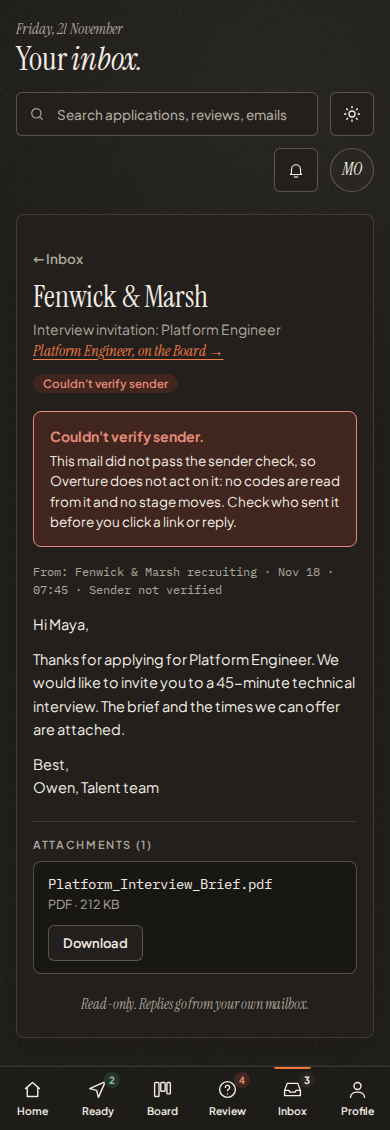 Friday, 21 November
Your inbox.
Search applications, reviews, emails
MO
← Inbox
Fenwick & Marsh
Interview invitation: Platform Engineer
Platform Engineer, on the Board →
Couldn't verify sender
Couldn't verify sender.
This mail did not pass the sender check, so
Overture does not act on it: no codes are read
from it and no stage moves. Check who sent it
before you click a link or reply.
From: Fenwick & Marsh recruiting · Nov 18 ·
07:45 · Sender not verified
Hi Maya,
Thanks for applying for Platform Engineer. We
would like to invite you to a 45-minute technical
interview. The brief and the times we can offer
are attached.
Best,
Owen, Talent team
ATTACHMENTS (1)
Platform_Interview_Brief.pdf
PDF · 212 KB
Download
Read-only. Replies go from your own mailbox.
2
4
3
Home
Ready
Board
Review
Inbox
Profile